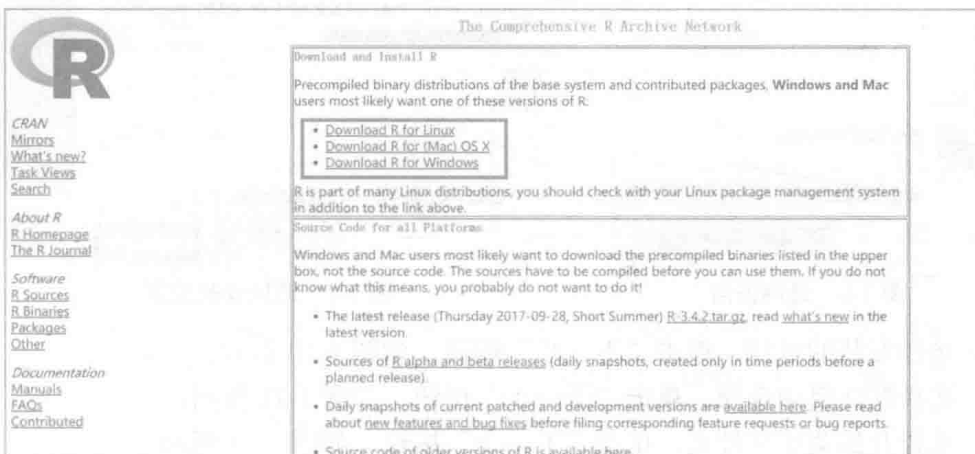 The Comprehensive R Archive Network
R
CRAN
Mirrors
What's new?
Task Views
Search
About R
R Homepage
The R Journal
Software
R Sources
R Binaries
Packages
Other
Documentation
Manuals
FAQs
Contributed
Download and Install R
Precompiled binary distributions of the base system and contributed packages, Windows and Mac
users most likely want one of these versions of R:
• Download R for Linux
• Download R for (Mac) OS X
• Download R for Windows
R is part of many Linux distributions, you should check with your Linux package management system
in addition to the link above.
Source Code for all Platforms
Windows and Mac users most likely want to download the precompiled binaries listed in the upper
box, not the source code. The sources have to be compiled before you can use them. If you do not
know what this means, you probably do not want to do it!
• The latest release (Thursday 2017-09-28, Short Summer) R-3.4.2.tar.gz, read what's new in the
latest version.
• Sources of R alpha and beta releases (daily snapshots, created only in time periods before a
planned release).
• Daily snapshots of current patched and development versions are available here. Please read
about new features and bug fixes before filing corresponding feature requests or bug reports.
• Source code of older versions of R is available here.